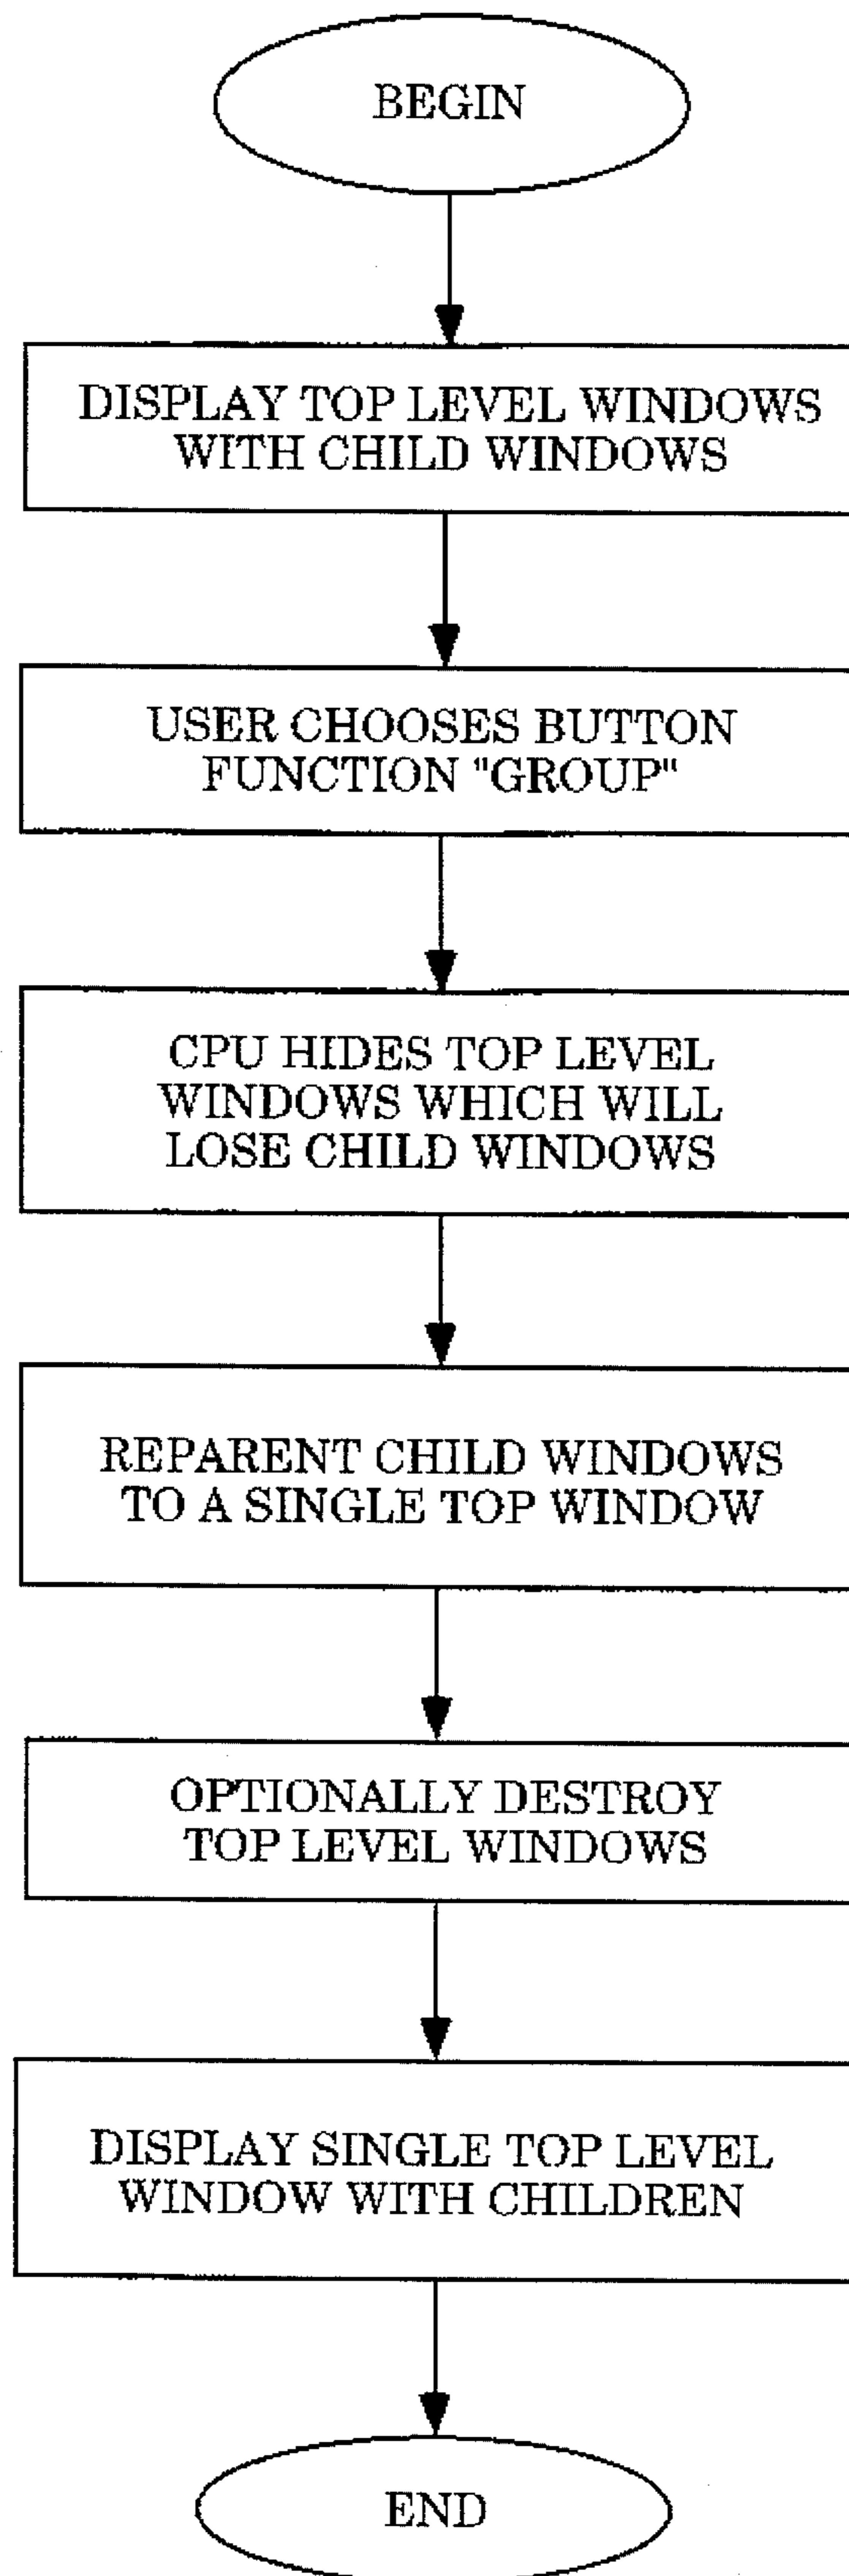 BEGIN
DISPLAY TOP LEVEL WINDOWS
WITH CHILD WINDOWS
USER CHOOSES BUTTON
FUNCTION "GROUP"
CPU HIDES TOP LEVEL
WINDOWS WHICH WILL
LOSE CHILD WINDOWS
REPARENT CHILD WINDOWS
TO A SINGLE TOP WINDOW
OPTIONALLY DESTROY
TOP LEVEL WINDOWS
DISPLAY SINGLE TOP LEVEL
WINDOW WITH CHILDREN
END